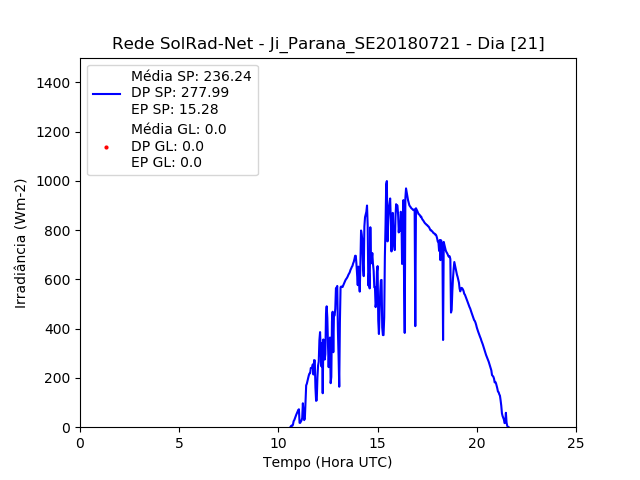 Rede SolRad-Net - Ji_Parana_SE20180721 - Dia [21]
Média SP: 236.24
DP SP: 277.99
EP SP: 15.28
Média GL: 0.0
DP GL: 0.0
EP GL: 0.0
Irradiância (Wm-2)
1400
1200
1000
800
600
400
200
0
0 5 10 15 20 25
Tempo (Hora UTC)